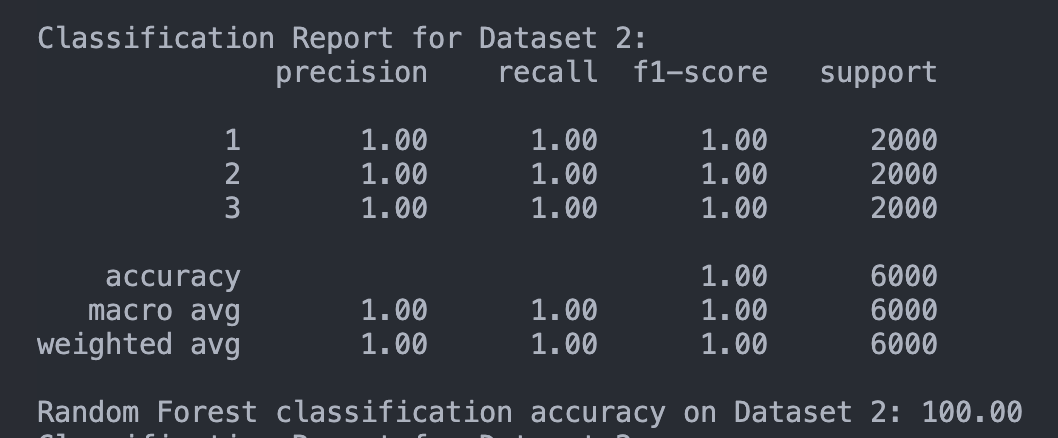 Classification Report for Dataset 2:
precision recall f1-score support
1 1.00 1.00 1.00 2000
2 1.00 1.00 1.00 2000
3 1.00 1.00 1.00 2000
accuracy 1.00 6000
macro avg 1.00 1.00 1.00 6000
weighted avg 1.00 1.00 1.00 6000
Random Forest classification accuracy on Dataset 2: 100.00